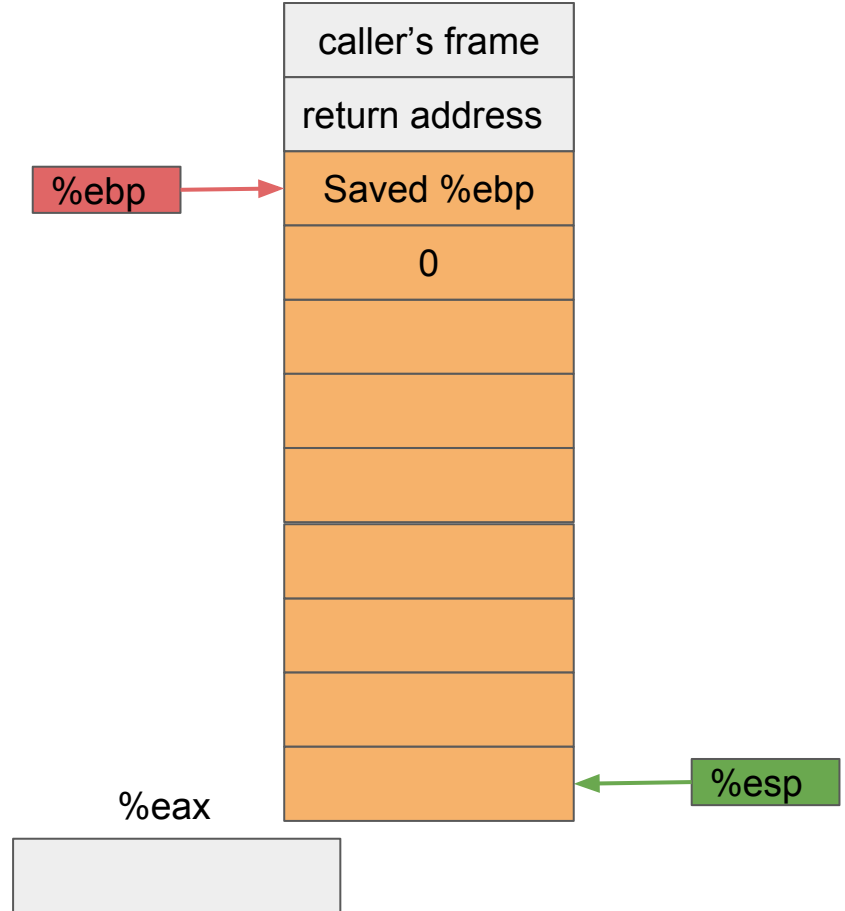 caller’s frame
return address
%ebp
Saved %ebp
0
%esp
%eax